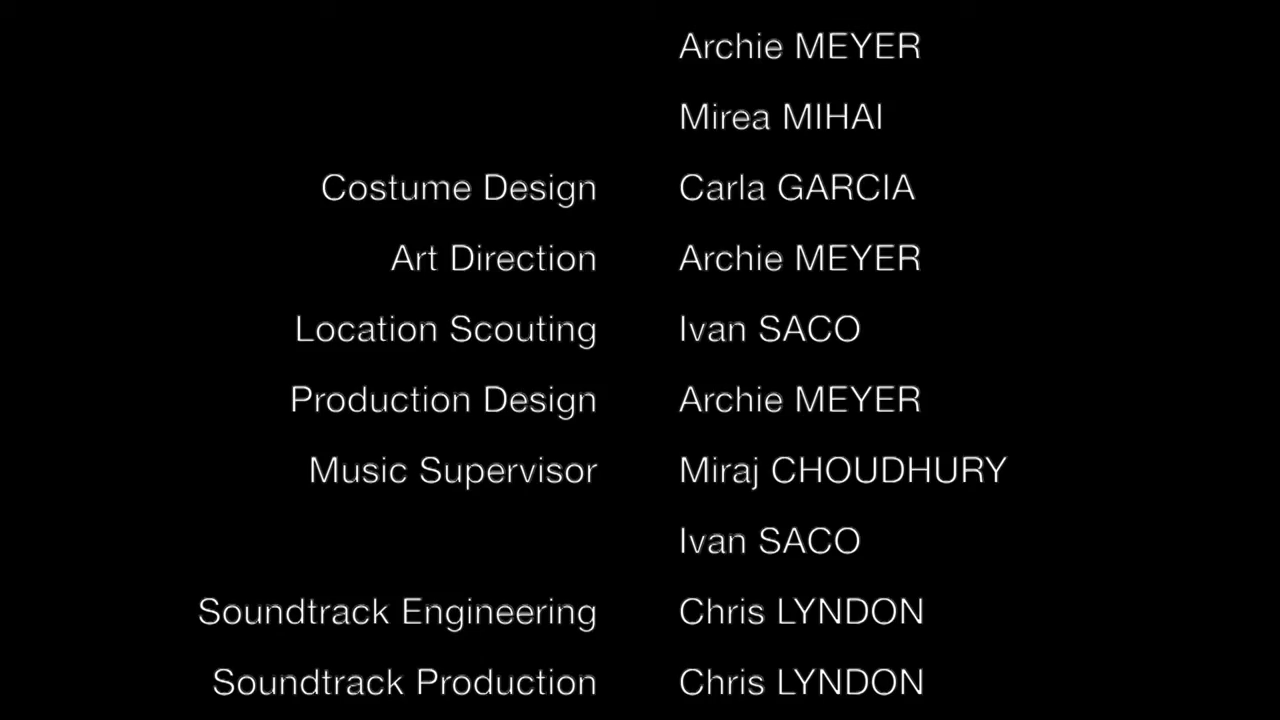 Archie MEYER
Mirea MIHAI
Costume Design Carla GARCIA
Art Direction Archie MEYER
Location Scouting Ivan SACO
Production Design Archie MEYER
Music Supervisor Miraj CHOUDHURY
Ivan SACO
Soundtrack Engineering Chris LYNDON
Soundtrack Production Chris LYNDON